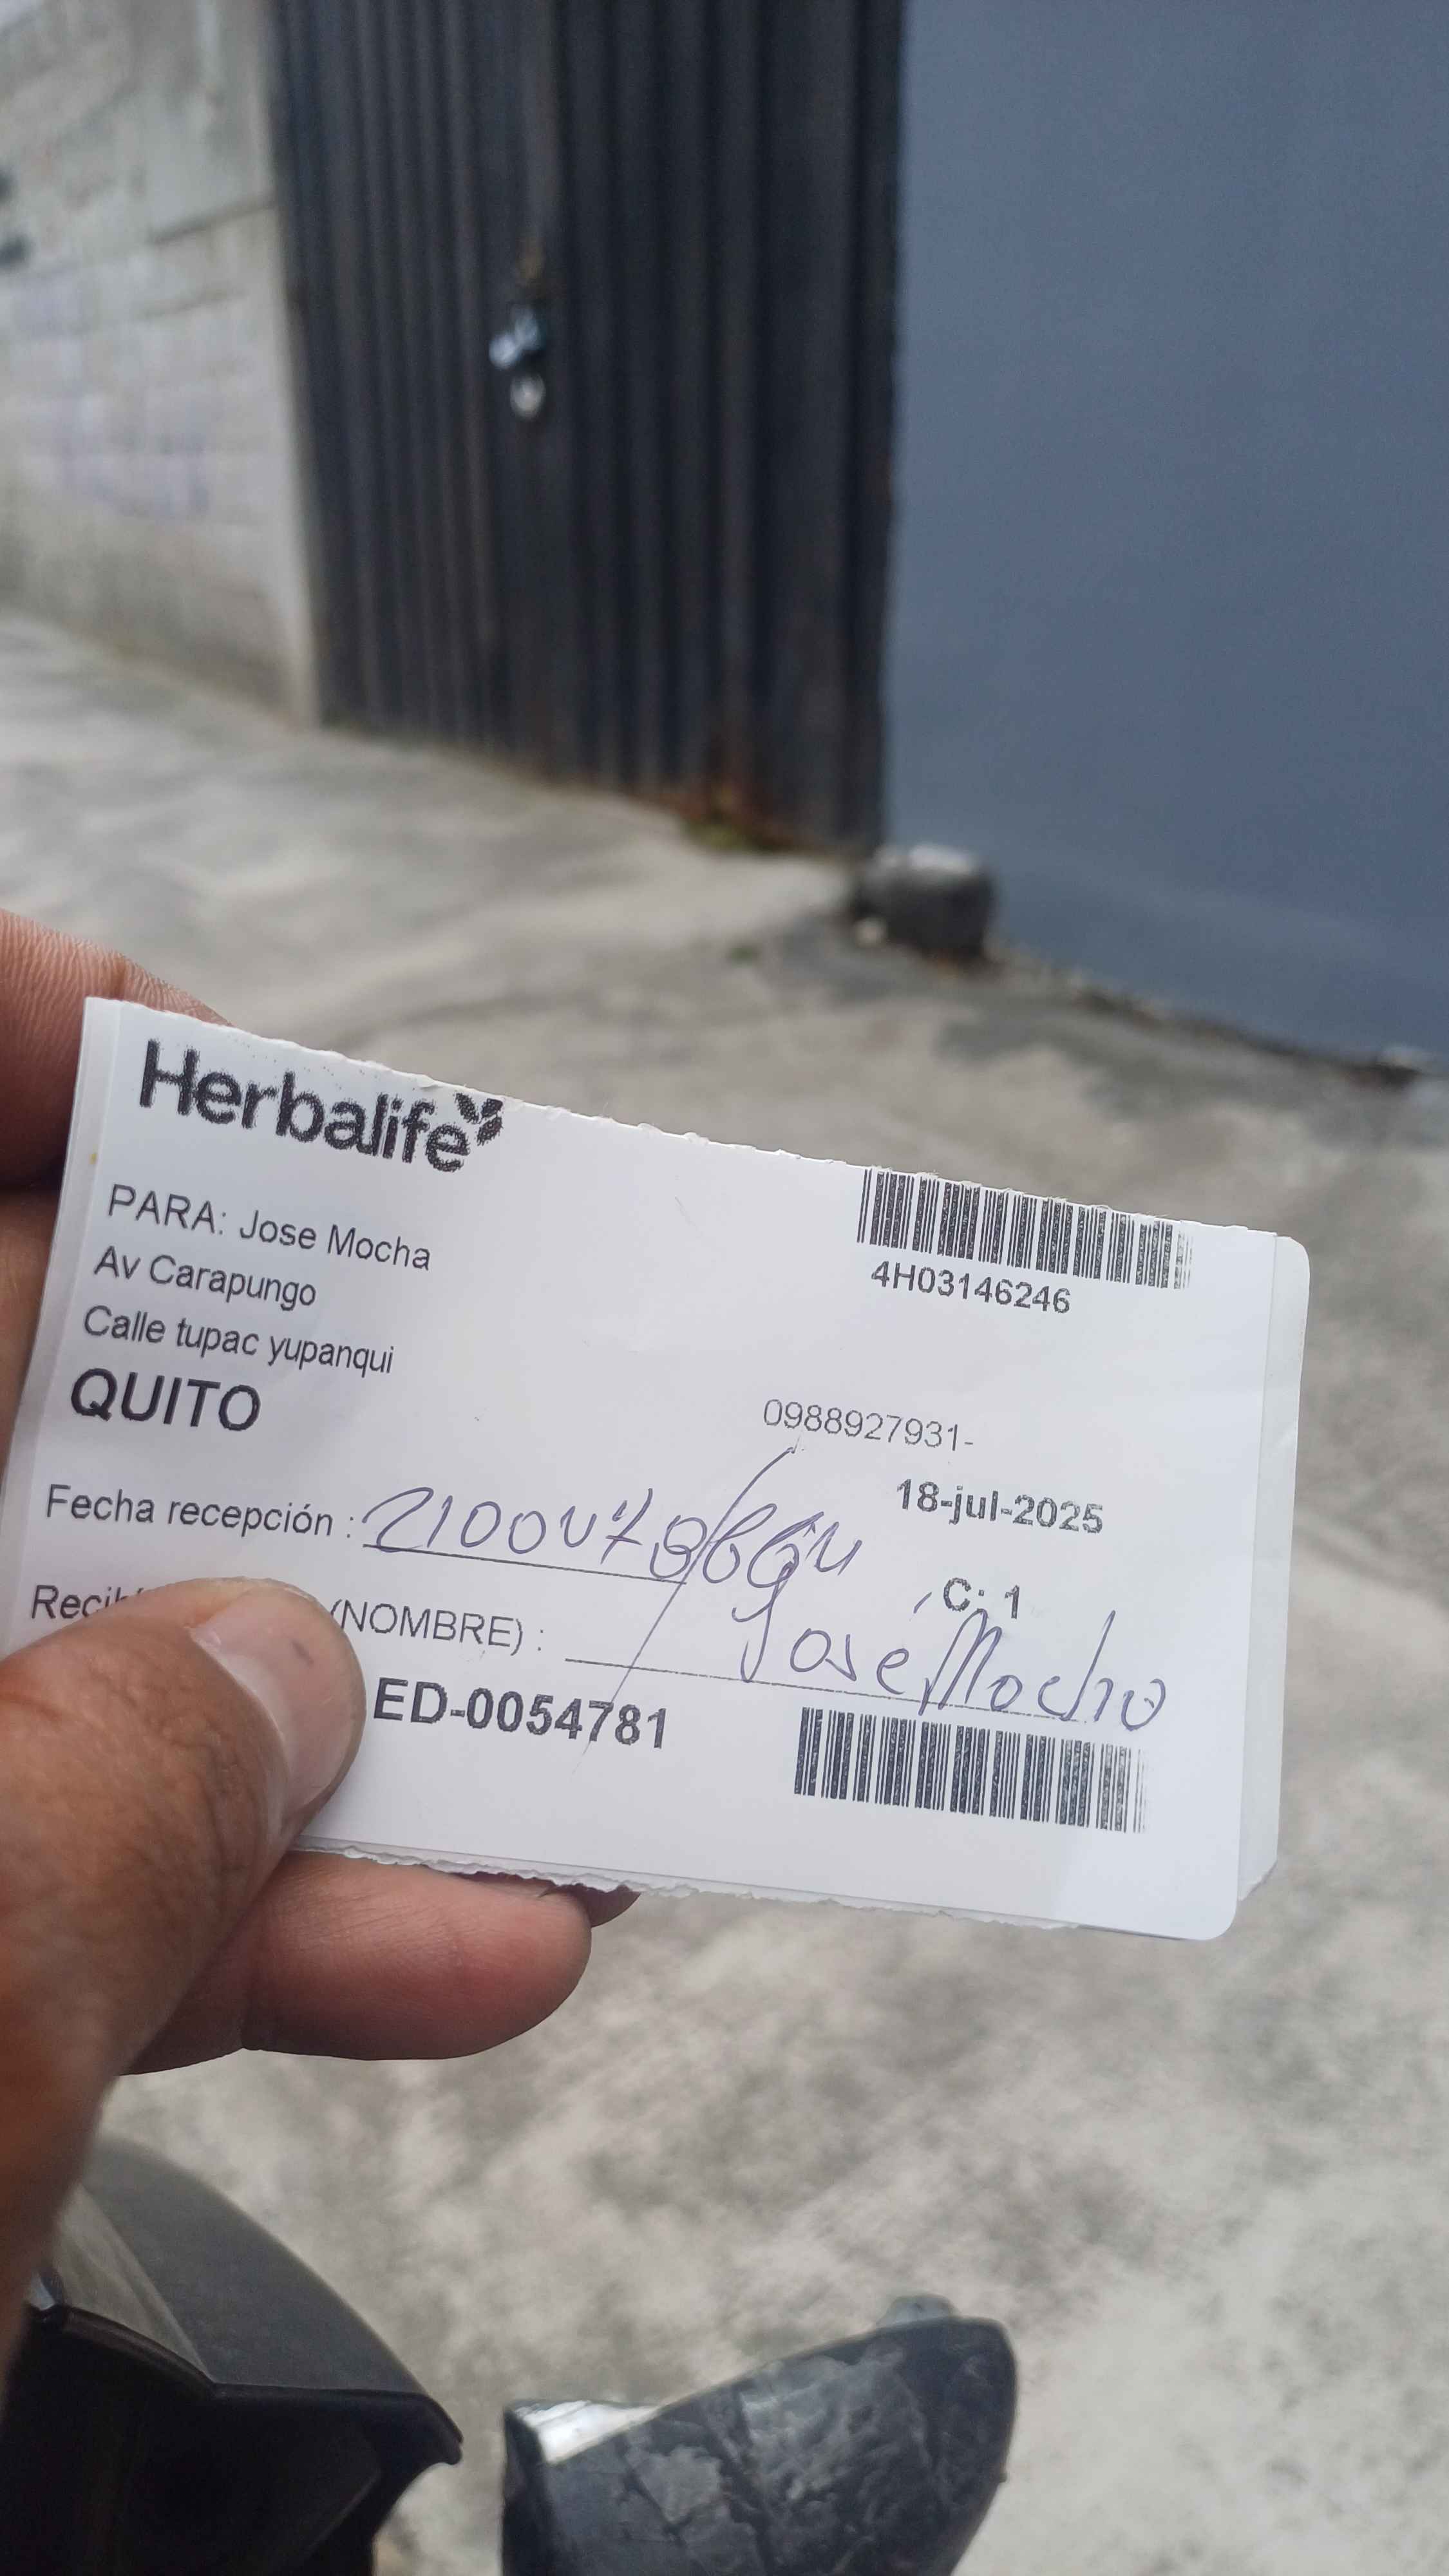 Herbalife
PARA: Jose Mocha
Av Carapungo
Calle tupac yupanqui
QUITO
4H03146246
0988927931-
18-jul-2025
Fecha recepción :
C: 1
(NOMBRE) : José Mocha
ED-0054781